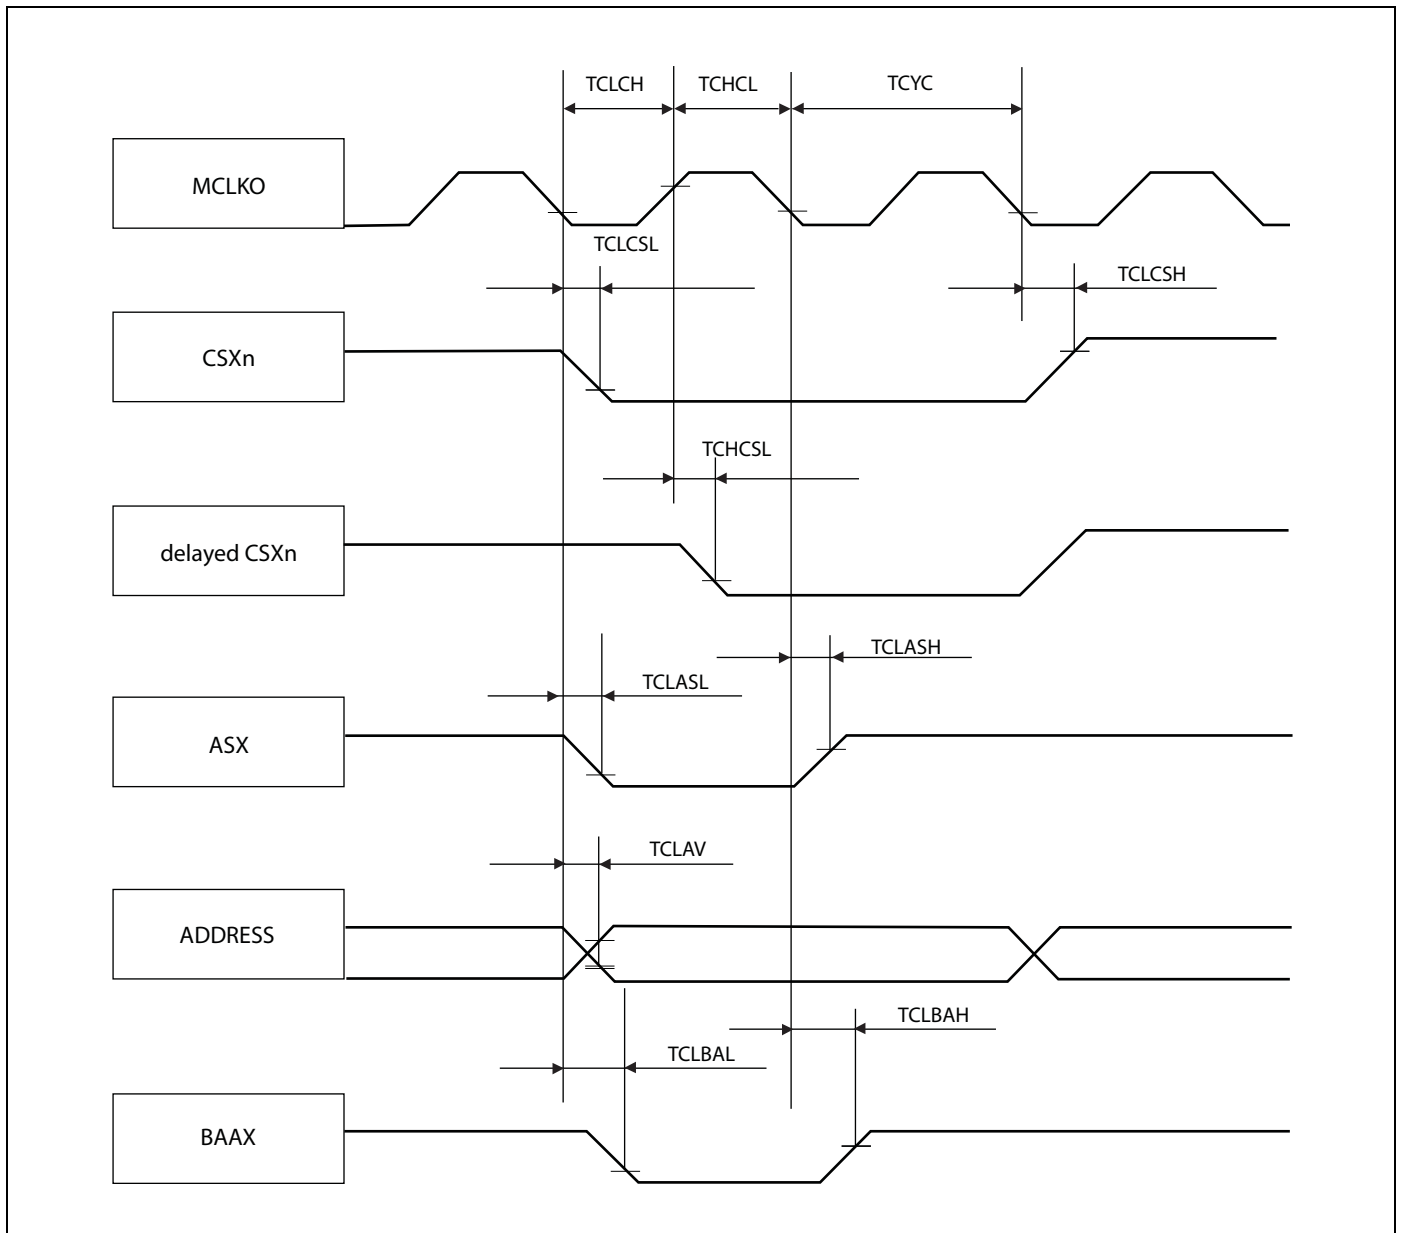 TCLCH
TCHCL
TCYC
MCLKO
TCLCSL
TCLCSH
CSXn
TCHCSL
delayed CSXn
TCLASH
TCLASL
ASX
TCLAV
ADDRESS
TCLBAH
TCLBAL
BAAX